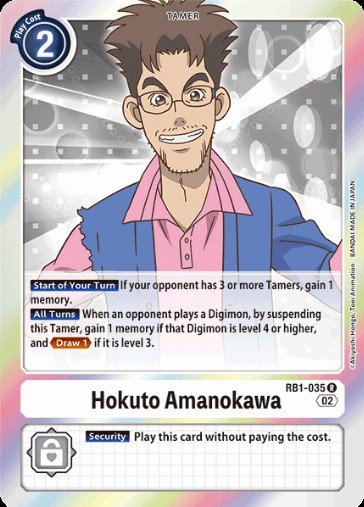 TAMER
Play Cost
2
Start of Your Turn If your opponent has 3 or more Tamers, gain 1
memory.
All Turns When an opponent plays a Digimon, by suspending
this Tamer, gain 1 memory if that Digimon is level 4 or higher,
and Draw 1 if it is level 3.
©Akiyoshi Hongo, Toei Animation BANDAI MADE IN JAPAN
RB1-035 R
Hokuto Amanokawa
02
Security Play this card without paying the cost.